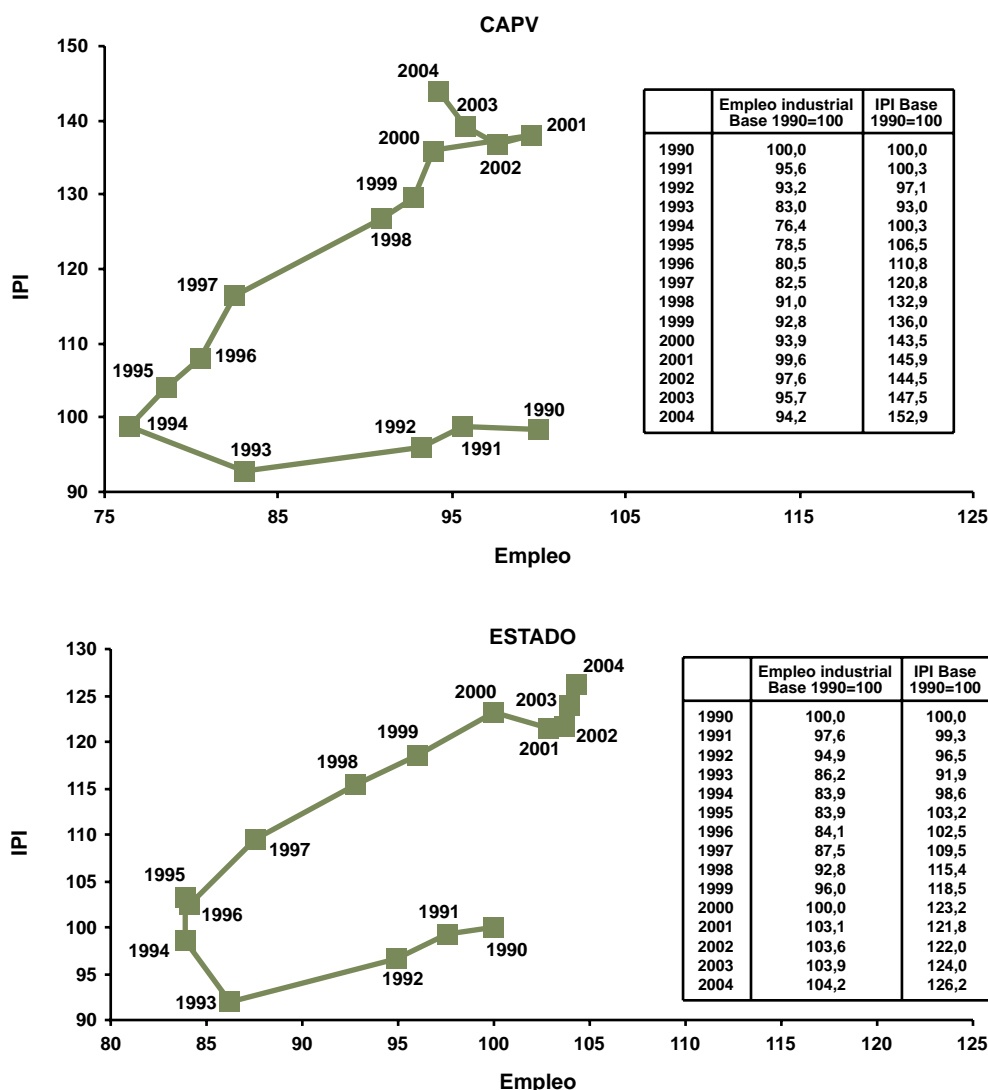 CAPV
150
140
130
120
110
100
90
IPI
75 85 95 105 115 125
Empleo
2004
2003
2001
2000
2002
1999
1998
1997
1996
1995
1994
1993
1992
1991
1990
Empleo industrial IPI Base
Base 1990=100 1990=100
1990 100,0 100,0
1991 95,6 100,3
1992 93,2 97,1
1993 83,0 93,0
1994 76,4 100,3
1995 78,5 106,5
1996 80,5 110,8
1997 82,5 120,8
1998 91,0 132,9
1999 92,8 136,0
2000 93,9 143,5
2001 99,6 145,9
2002 97,6 144,5
2003 95,7 147,5
2004 94,2 152,9
ESTADO
130
125
120
115
110
105
100
95
90
IPI
80 85 90 95 100 105 110 115 120 125
Empleo
2004
2000
2003
2001
2002
1999
1998
1997
1995
1996
1994
1993
1991
1990
1992
Empleo industrial IPI Base
Base 1990=100 1990=100
1990 100,0 100,0
1991 97,6 99,3
1992 94,9 96,5
1993 86,2 91,9
1994 83,9 98,6
1995 83,9 103,2
1996 84,1 102,5
1997 87,5 109,5
1998 92,8 115,4
1999 96,0 118,5
2000 100,0 123,2
2001 103,1 121,8
2002 103,6 122,0
2003 103,9 124,0
2004 104,2 126,2